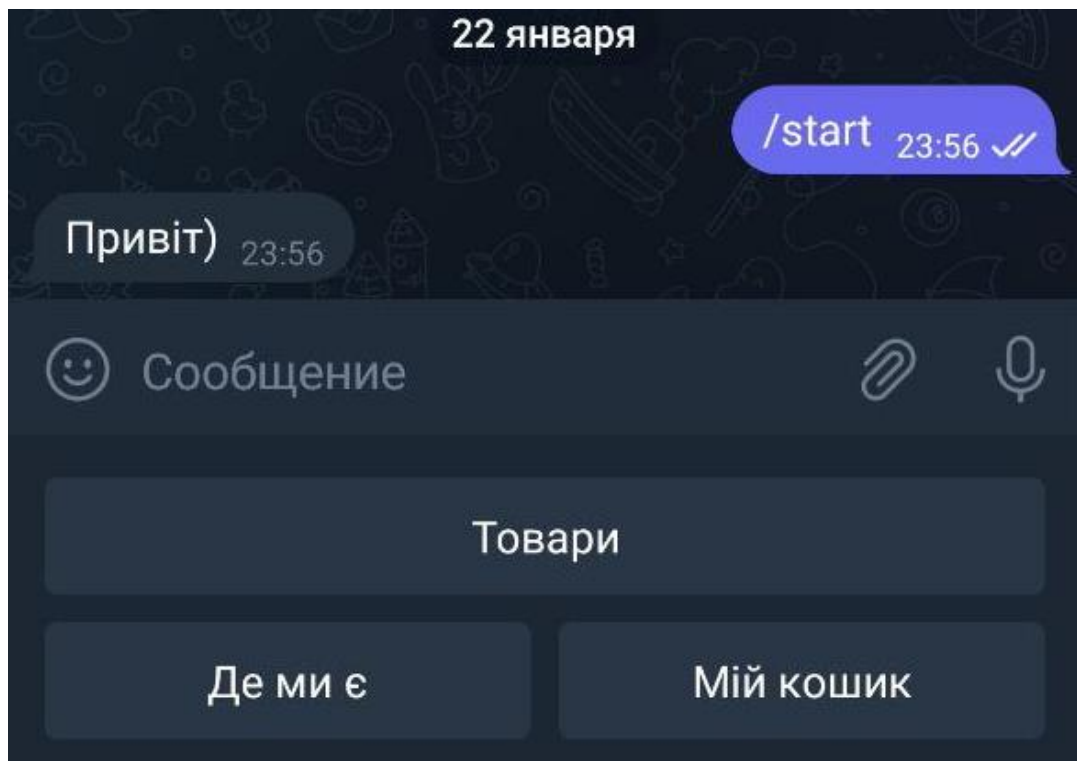 22 января
/start 23:56
Привіт) 23:56
Сообщение
Товари
Де ми є
Мій кошик